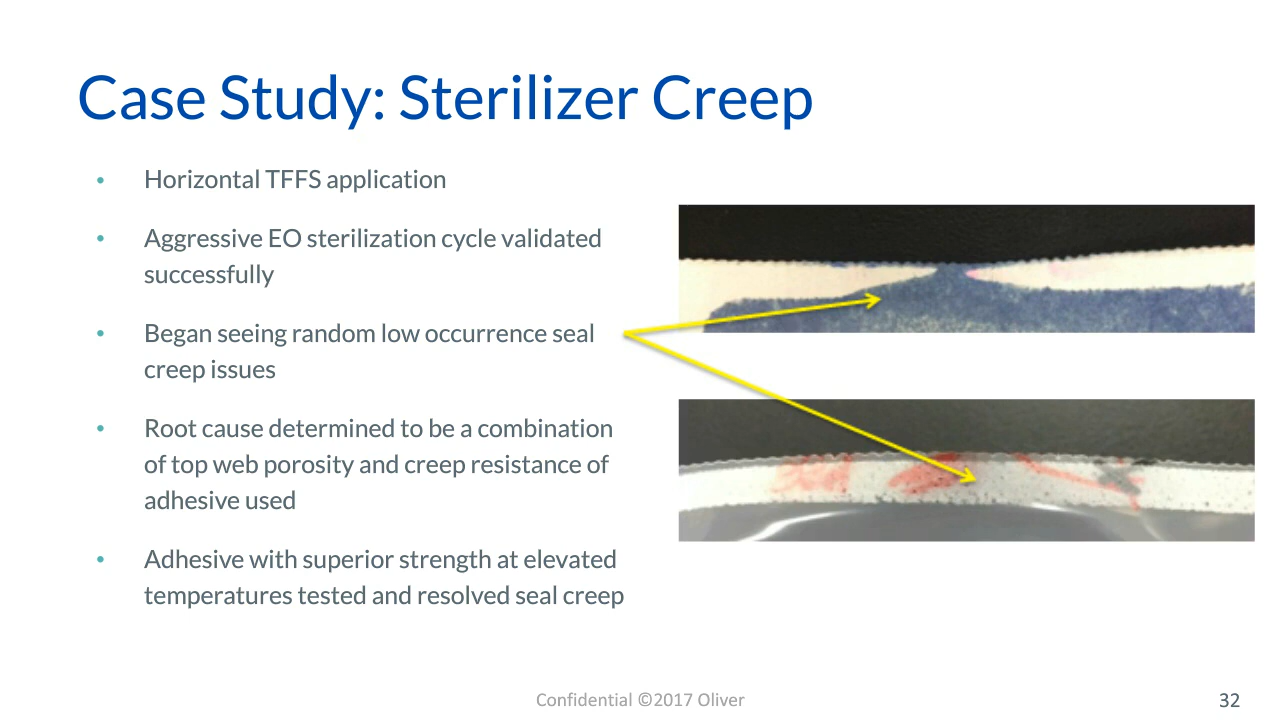 Case Study: Sterilizer Creep
• Horizontal TFFS application
• Aggressive EO sterilization cycle validated
successfully
• Began seeing random low occurrence seal
creep issues
• Root cause determined to be a combination
of top web porosity and creep resistance of
adhesive used
• Adhesive with superior strength at elevated
temperatures tested and resolved seal creep
Confidential ©2017 Oliver
32